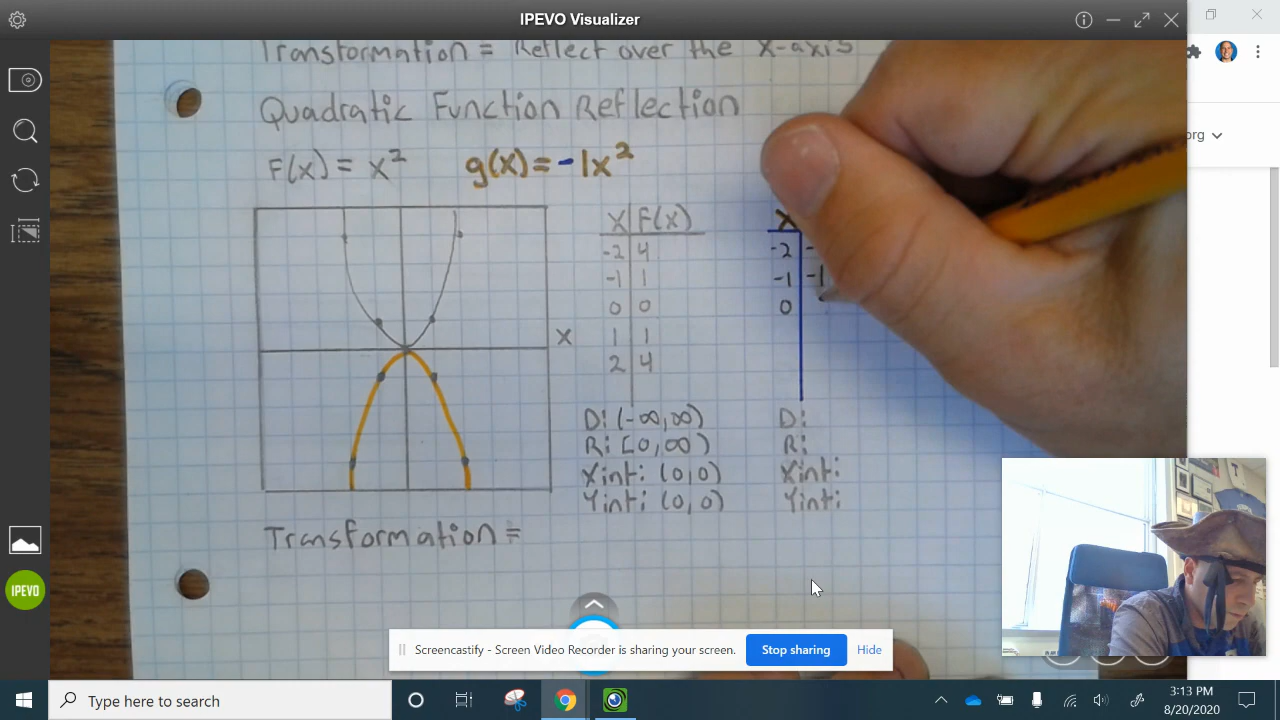 IPEVO Visualizer
Transformation = Reflect over the X-axis
Quadratic Function Reflection
F(x) = x² g(x) = -1x²
X F(x)
-2 4
-1 1
0 0
1 1
2 4
X
-2 -
-1 -1
0
X
D: (-∞,∞)
R: [0,∞)
Xint: (0,0)
Yint: (0,0)
D:
R:
Xint:
Yint:
Transformation =
org
IPEVO
Screencastify - Screen Video Recorder is sharing your screen.
Stop sharing
Hide
Type here to search
3:13 PM
8/20/2020